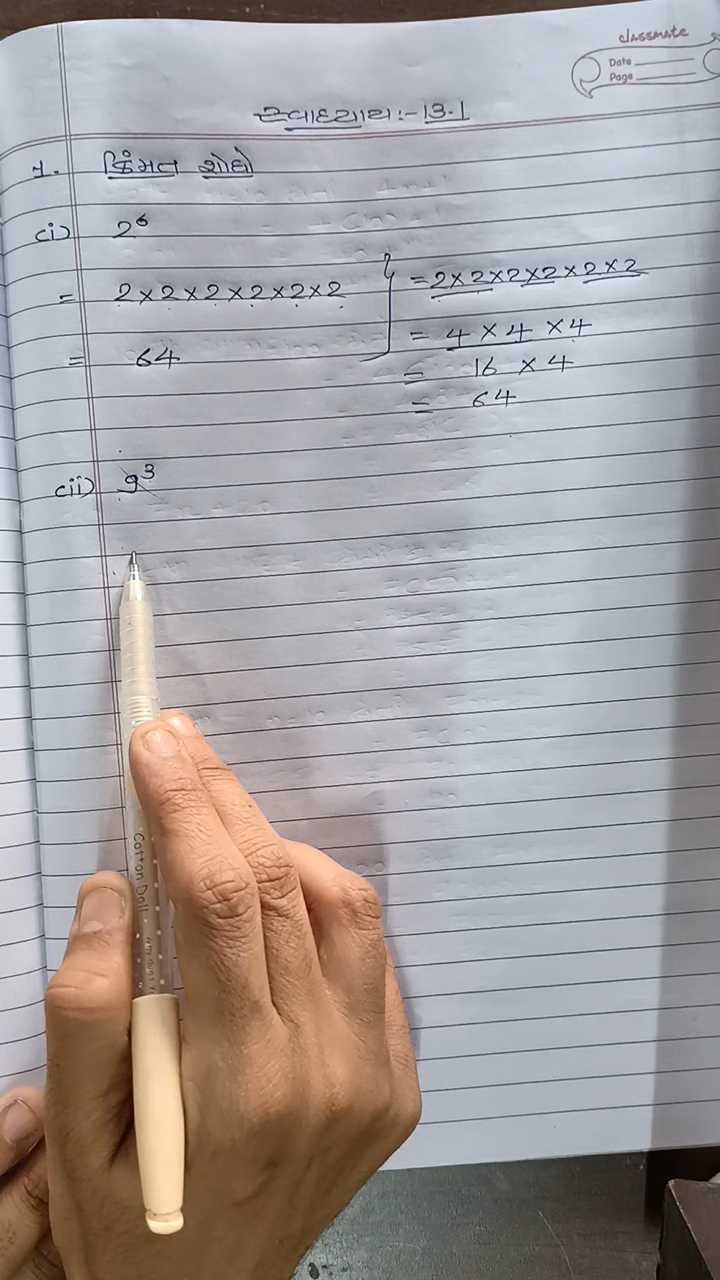 classmate
Date
Page
સ્વાધ્યાય :- 13.1
1. કિંમત શોધો
(i) 2⁶
= 2×2×2×2×2×2
= 64
= 2×2×2×2×2×2
= 4 × 4 × 4
= 16 × 4
= 64
(ii) 9³
Cotton Doll